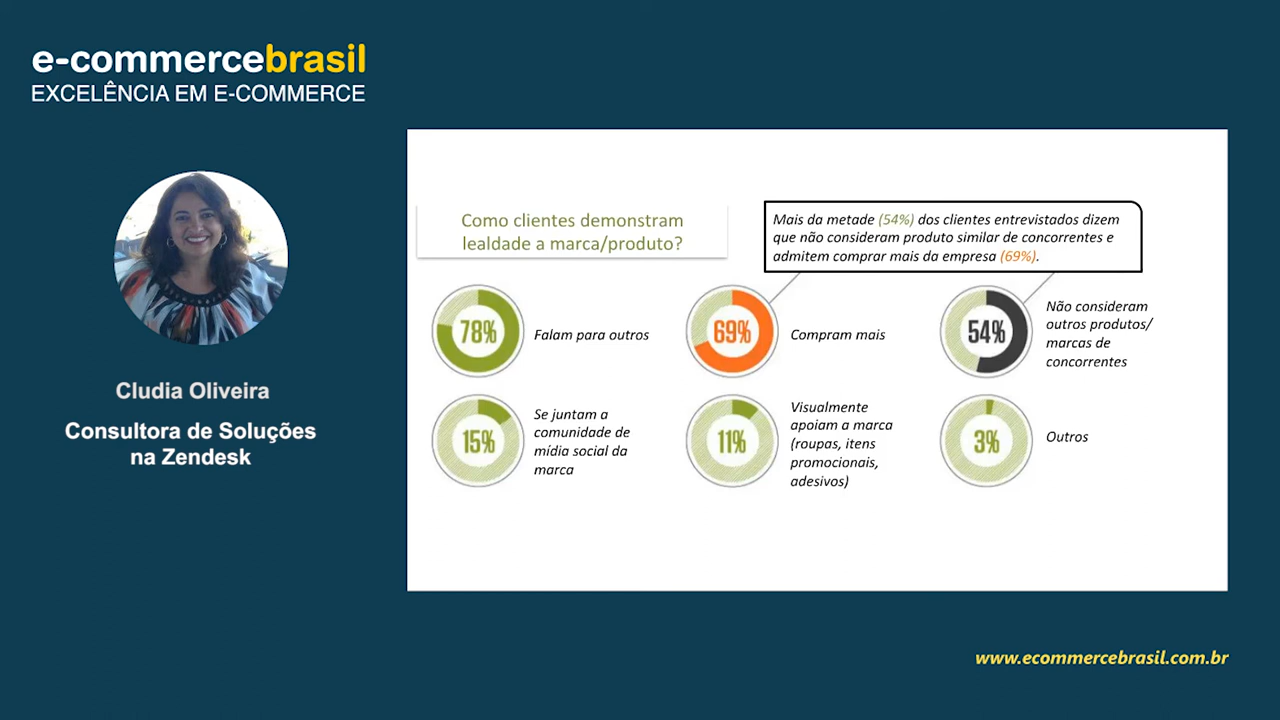 e-commercebrasil
EXCELÊNCIA EM E-COMMERCE
Cludia Oliveira
Consultora de Soluções
na Zendesk
Como clientes demonstram
lealdade a marca/produto?
Mais da metade (54%) dos clientes entrevistados dizem
que não consideram produto similar de concorrentes e
admitem comprar mais da empresa (69%).
78%
Falam para outros
69%
Compram mais
54%
Não consideram
outros produtos/
marcas de
concorrentes
15%
Se juntam a
comunidade de
mídia social da
marca
11%
Visualmente
apoiam a marca
(roupas, itens
promocionais,
adesivos)
3%
Outros
www.ecommercebrasil.com.br